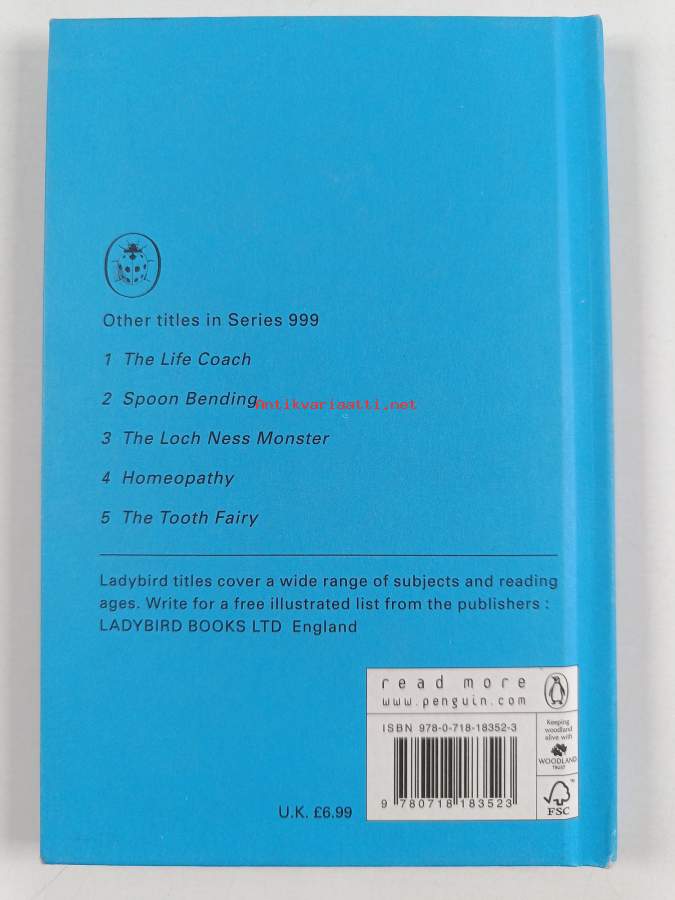 Other titles in Series 999
1 The Life Coach
2 Spoon Bending
Antikvariaatti.net
3 The Loch Ness Monster
4 Homeopathy
5 The Tooth Fairy
Ladybird titles cover a wide range of subjects and reading
ages. Write for a free illustrated list from the publishers :
LADYBIRD BOOKS LTD England
read more
www.penguin.com
ISBN 978-0-718-18352-3
9 780718 183523
Keeping
woodland
alive with
WOODLAND
TRUST
™
FSC
U.K. £6.99